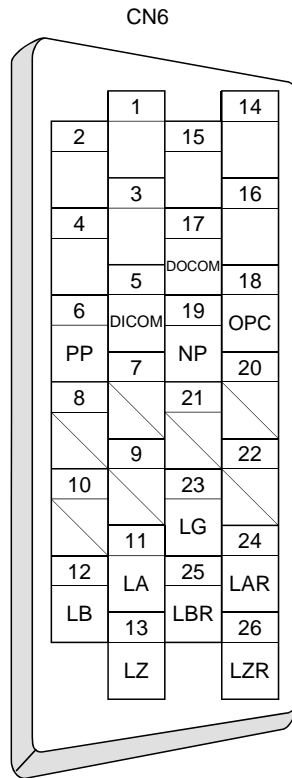 CN6
1 14
2 15
3 16
4 17
DOCOM
5 18
6 DICOM 19 OPC
PP 7 NP 20
8 21
9 22
10 23
LG
11 24
12 LA 25 LAR
LB 13 LBR 26
LZ LZR